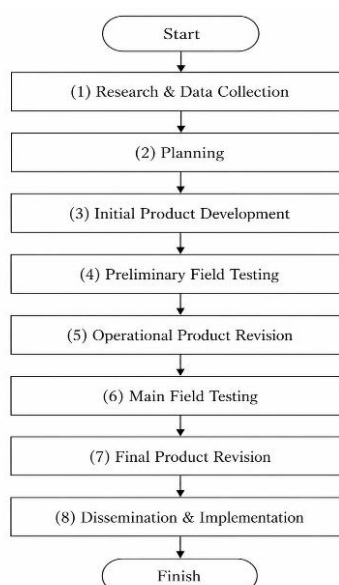 Start
(1) Research & Data Collection
(2) Planning
(3) Initial Product Development
(4) Preliminary Field Testing
(5) Operational Product Revision
(6) Main Field Testing
(7) Final Product Revision
(8) Dissemination & Implementation
Finish